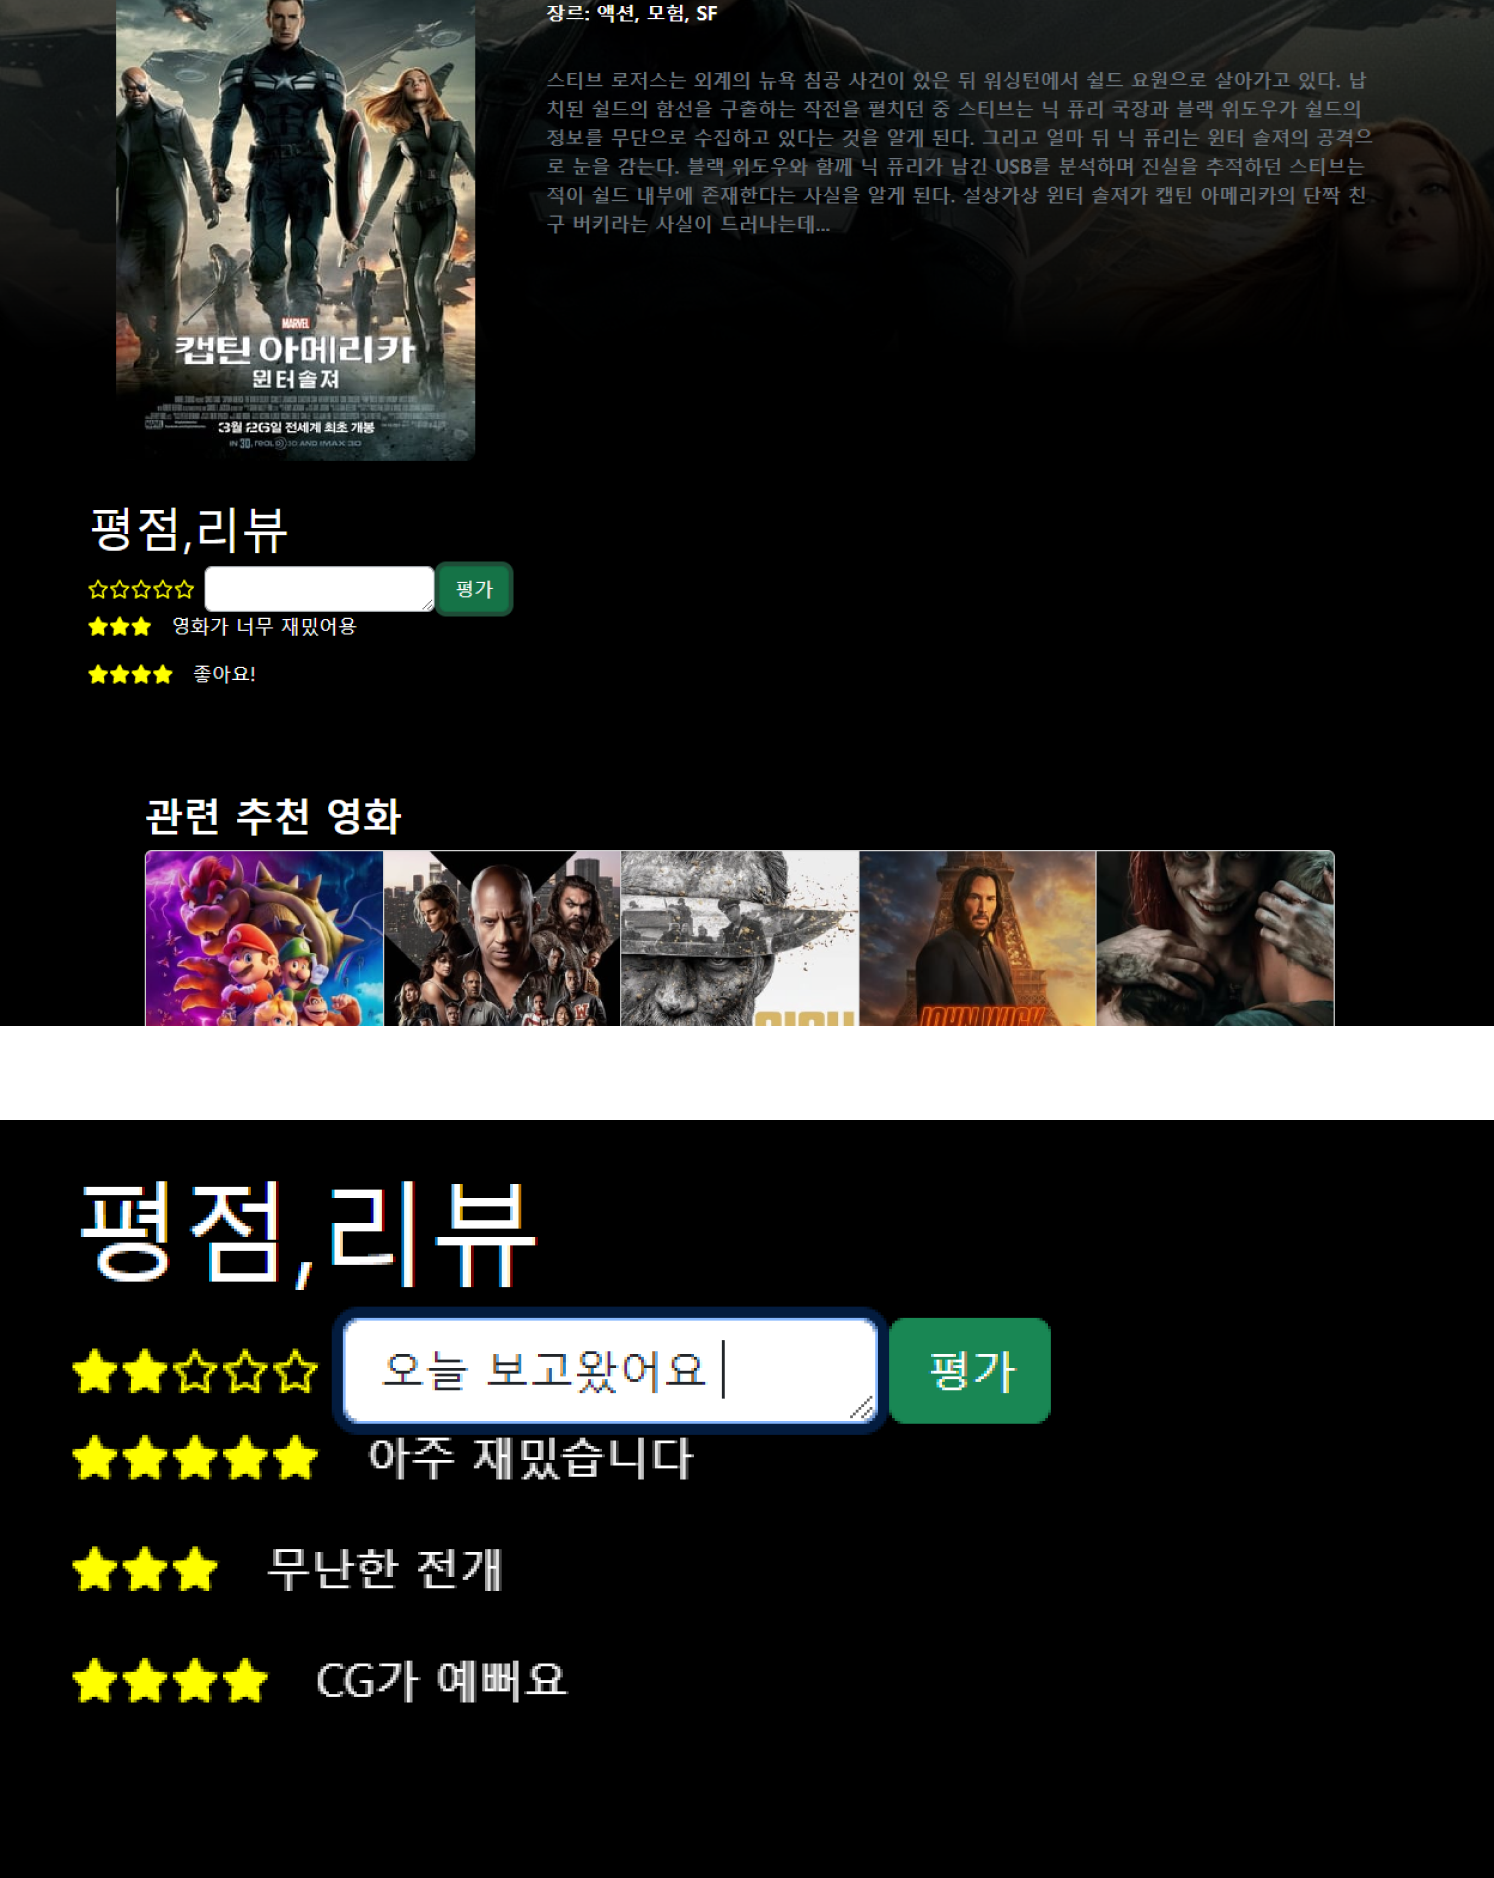 장르: 액션, 모험, SF
스티브 로저스는 외계의 뉴욕 침공 사건이 있은 뒤 워싱턴에서 쉴드 요원으로 살아가고 있다. 납
치된 쉴드의 함선을 구출하는 작전을 펼치던 중 스티브는 닉 퓨리 국장과 블랙 위도우가 쉴드의
정보를 무단으로 수집하고 있다는 것을 알게 된다. 그리고 얼마 뒤 닉 퓨리는 윈터 솔져의 공격으
로 눈을 감는다. 블랙 위도우와 함께 닉 퓨리가 남긴 USB를 분석하며 진실을 추적하던 스티브는
적이 쉴드 내부에 존재한다는 사실을 알게 된다. 설상가상 윈터 솔져가 캡틴 아메리카의 단짝 친
구 버키라는 사실이 드러나는데...
MARVEL
캡틴 아메리카
윈터솔져
3월 26일 전세계 최초 개봉
IN 3D, REAL D 3D AND IMAX 3D
평점,리뷰
평가
영화가 너무 재밌어용
좋아요!
관련 추천 영화
JOHN WICK
평점,리뷰
오늘 보고왔어요
평가
아주 재밌습니다
무난한 전개
CG가 예뻐요